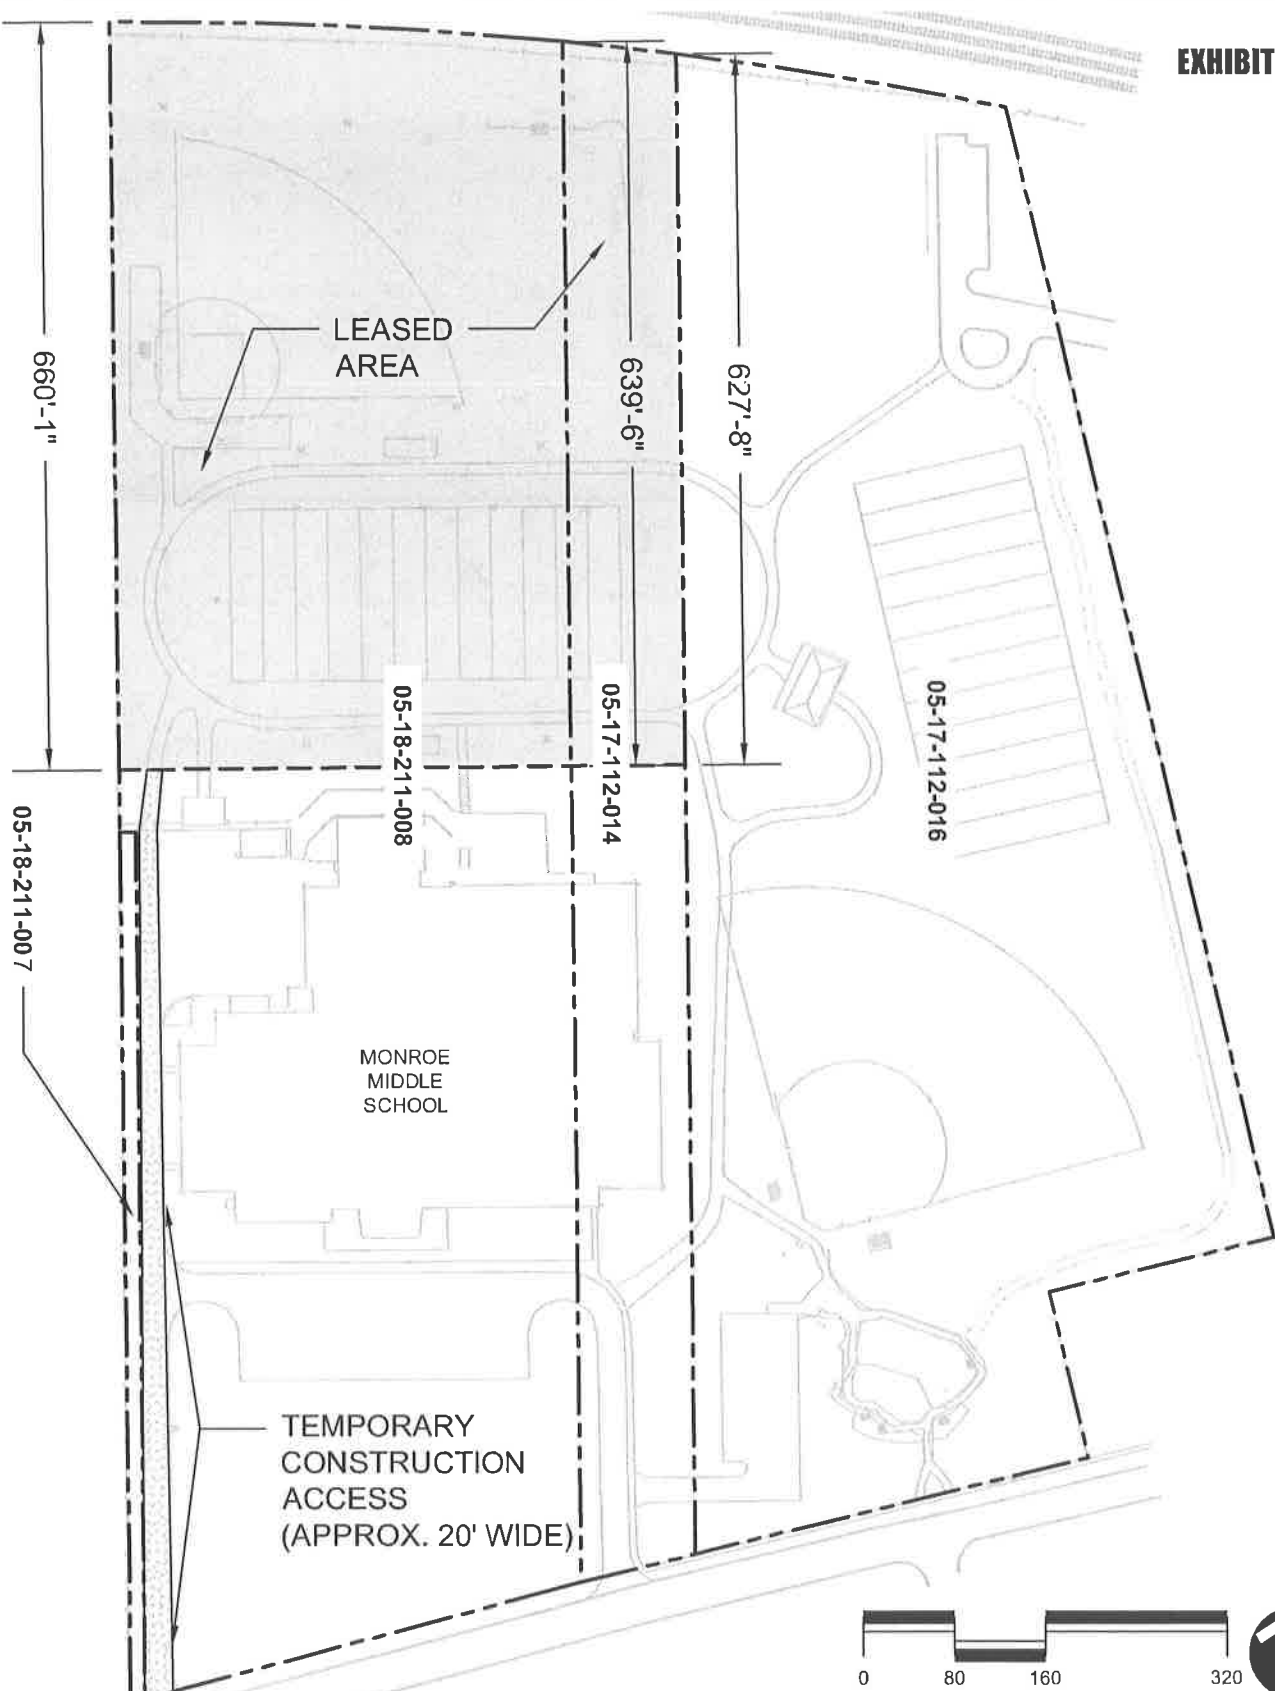 EXHIBIT
LEASED
AREA
660'-1"
639'-6"
627'-8"
05-18-211-008
05-17-112-014
05-17-112-016
05-18-211-007
MONROE
MIDDLE
SCHOOL
TEMPORARY
CONSTRUCTION
ACCESS
(APPROX. 20' WIDE)
0 80 160 320